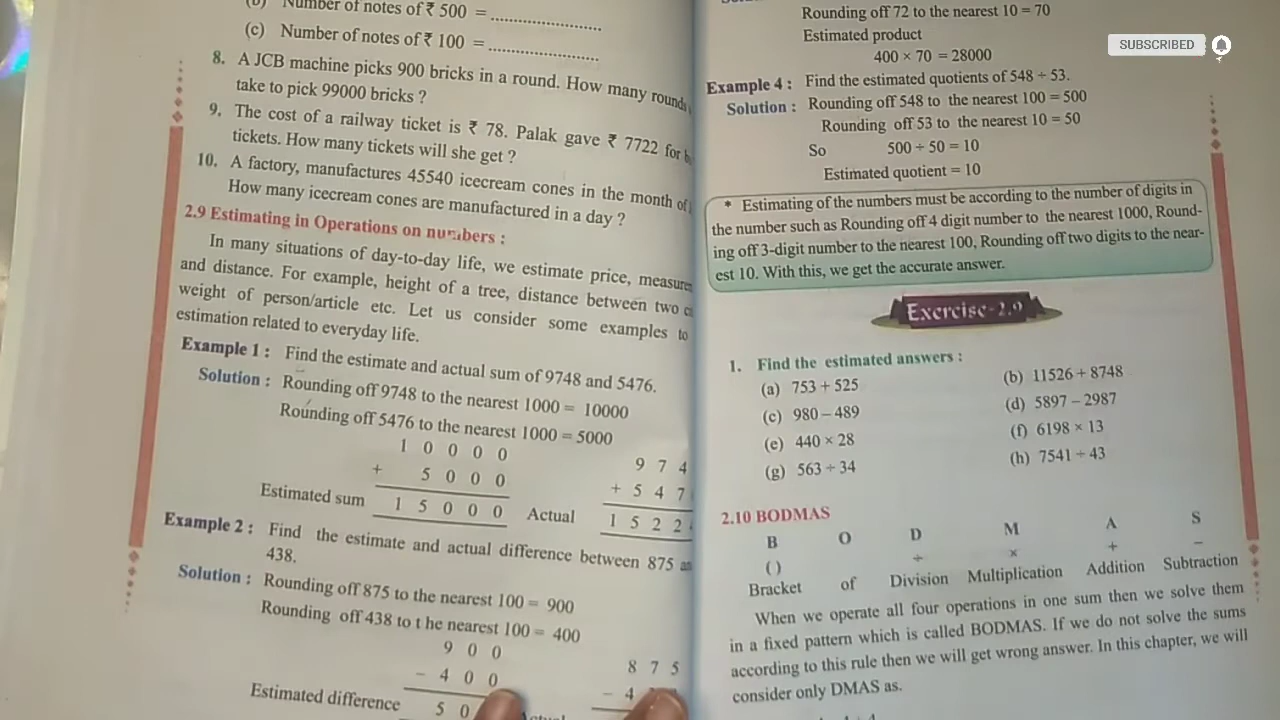 (b) Number of notes of ₹ 500 = ......................
(c) Number of notes of ₹ 100 = ......................
8. A JCB machine picks 900 bricks in a round. How many rounds
take to pick 99000 bricks ?
9. The cost of a railway ticket is ₹ 78. Palak gave ₹ 7722 for
tickets. How many tickets will she get ?
10. A factory, manufactures 45540 icecream cones in the month of
How many icecream cones are manufactured in a day ?
2.9 Estimating in Operations on numbers :
In many situations of day-to-day life, we estimate price, measure
and distance. For example, height of a tree, distance between two
weight of person/article etc. Let us consider some examples to
estimation related to everyday life.
Example 1 : Find the estimate and actual sum of 9748 and 5476.
Solution : Rounding off 9748 to the nearest 1000 = 10000
Rounding off 5476 to the nearest 1000 = 5000
1 0 0 0 0 9 7 4
+ 5 0 0 0 + 5 4 7
Estimated sum 1 5 0 0 0 Actual 1 5 2 2
Example 2 : Find the estimate and actual difference between 875
438.
Solution : Rounding off 875 to the nearest 100 = 900
Rounding off 438 to t he nearest 100 = 400
9 0 0 8 7 5
- 4 0 0 - 4
Estimated difference 5 0
Rounding off 72 to the nearest 10 = 70
Estimated product
400 × 70 = 28000
SUBSCRIBED
Example 4 : Find the estimated quotients of 548 ÷ 53.
Solution : Rounding off 548 to the nearest 100 = 500
Rounding off 53 to the nearest 10 = 50
So 500 ÷ 50 = 10
Estimated quotient = 10
* Estimating of the numbers must be according to the number of digits in
the number such as Rounding off 4 digit number to the nearest 1000, Round-
ing off 3-digit number to the nearest 100, Rounding off two digits to the near-
est 10. With this, we get the accurate answer.
Exercise-2.9
1. Find the estimated answers :
(a) 753 + 525 (b) 11526 + 8748
(c) 980 – 489 (d) 5897 – 2987
(e) 440 × 28 (f) 6198 × 13
(g) 563 ÷ 34 (h) 7541 ÷ 43
2.10 BODMAS
B O D M A S
( ) ÷ × + –
Bracket of Division Multiplication Addition Subtraction
When we operate all four operations in one sum then we solve them
in a fixed pattern which is called BODMAS. If we do not solve the sums
according to this rule then we will get wrong answer. In this chapter, we will
consider only DMAS as.